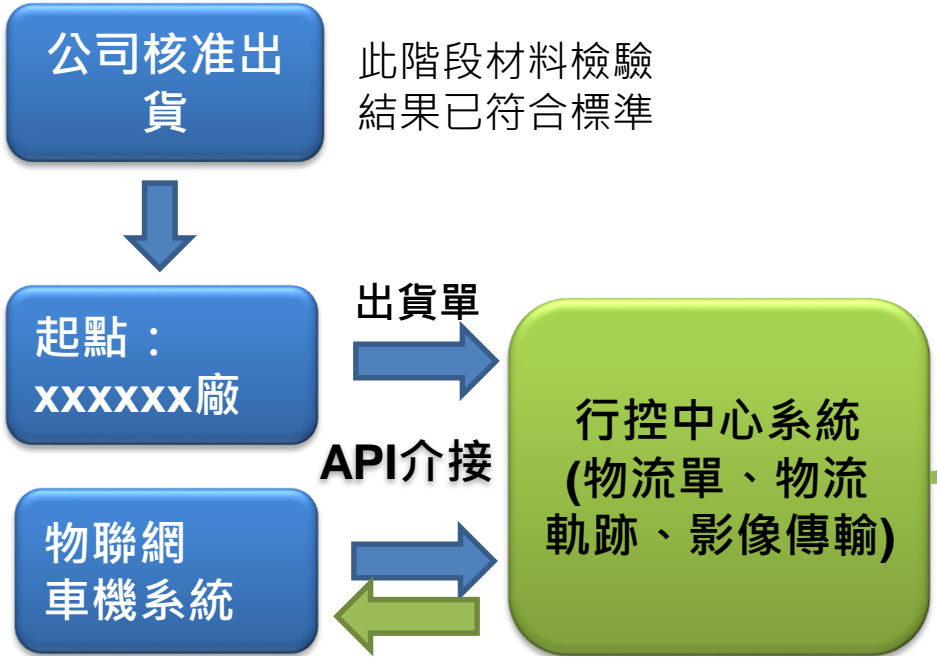 公司核准出
貨
此階段材料檢驗
結果已符合標準
起點：
xxxxxx廠
出貨單
API介接
物聯網
車機系統
行控中心系統
(物流單、物流
軌跡、影像傳輸)